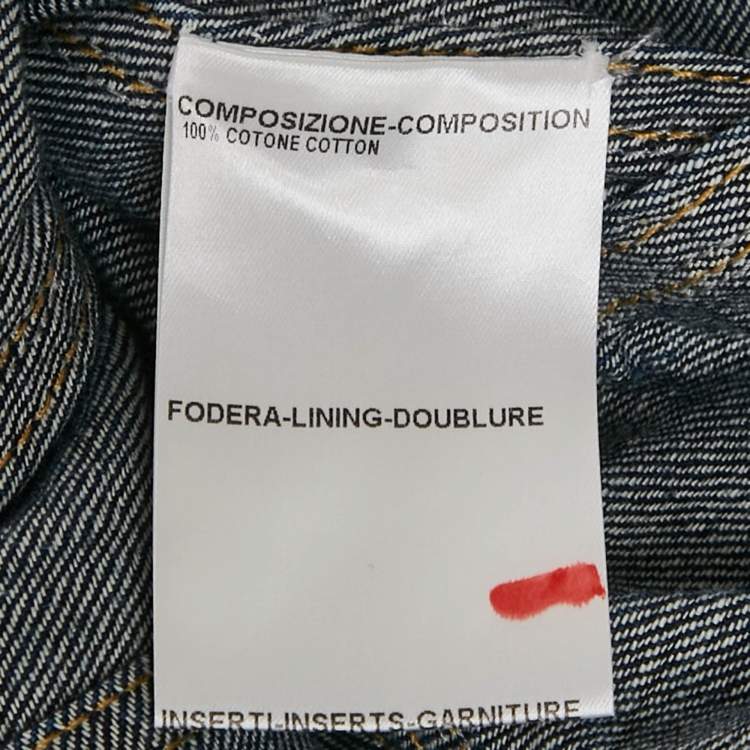 COMPOSIZIONE-COMPOSITION
100% COTONE COTTON
FODERA-LINING-DOUBLURE
INSERTI-INSERTS-GARNITURE